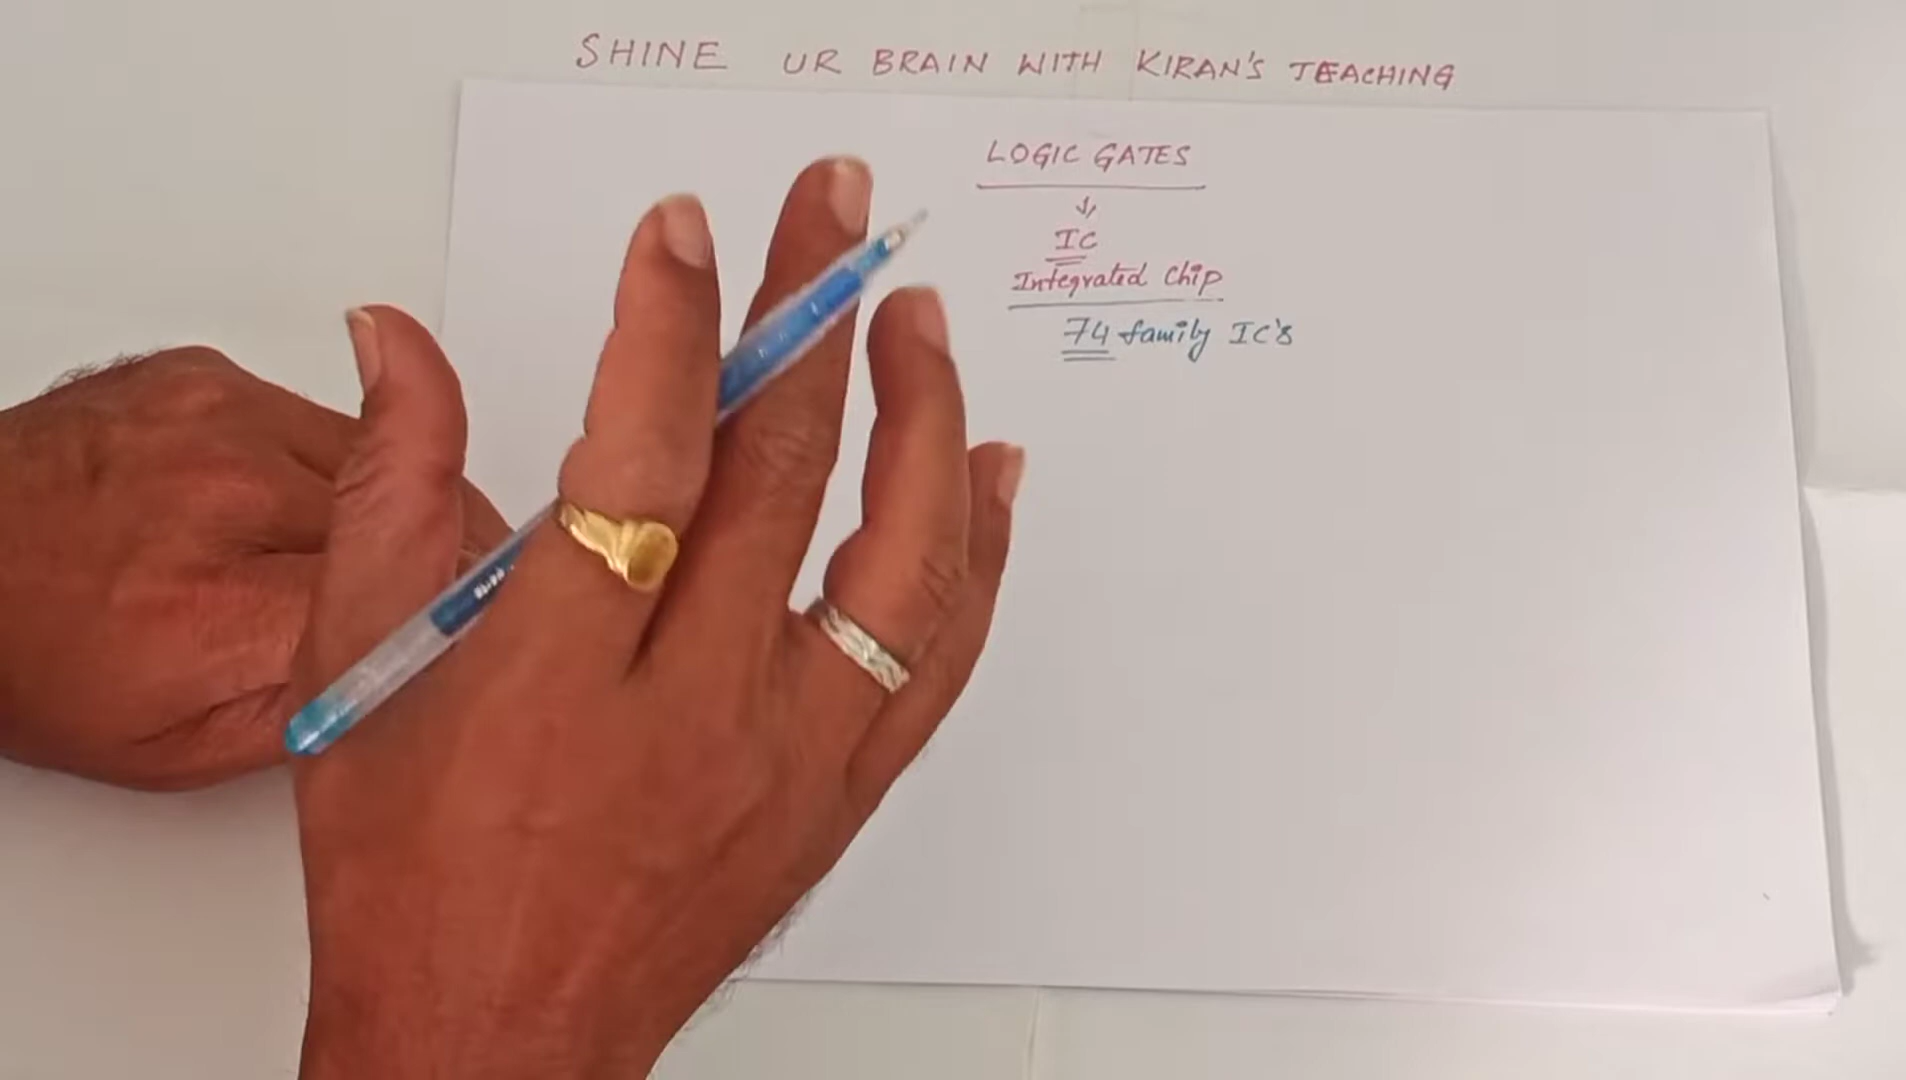 SHINE UR BRAIN WITH KIRAN'S TEACHING
LOGIC GATES
IC
Integrated Chip
74 family IC's